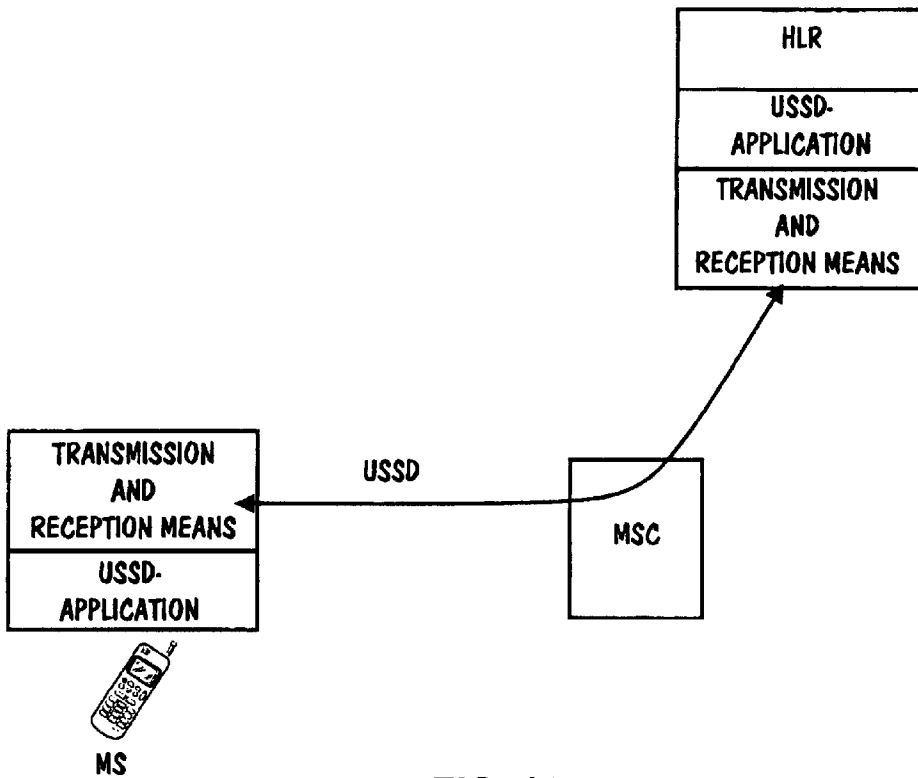 HLR
USSD-
APPLICATION
TRANSMISSION
AND
RECEPTION MEANS
TRANSMISSION
AND
RECEPTION MEANS
USSD-
APPLICATION
USSD
MSC
MS